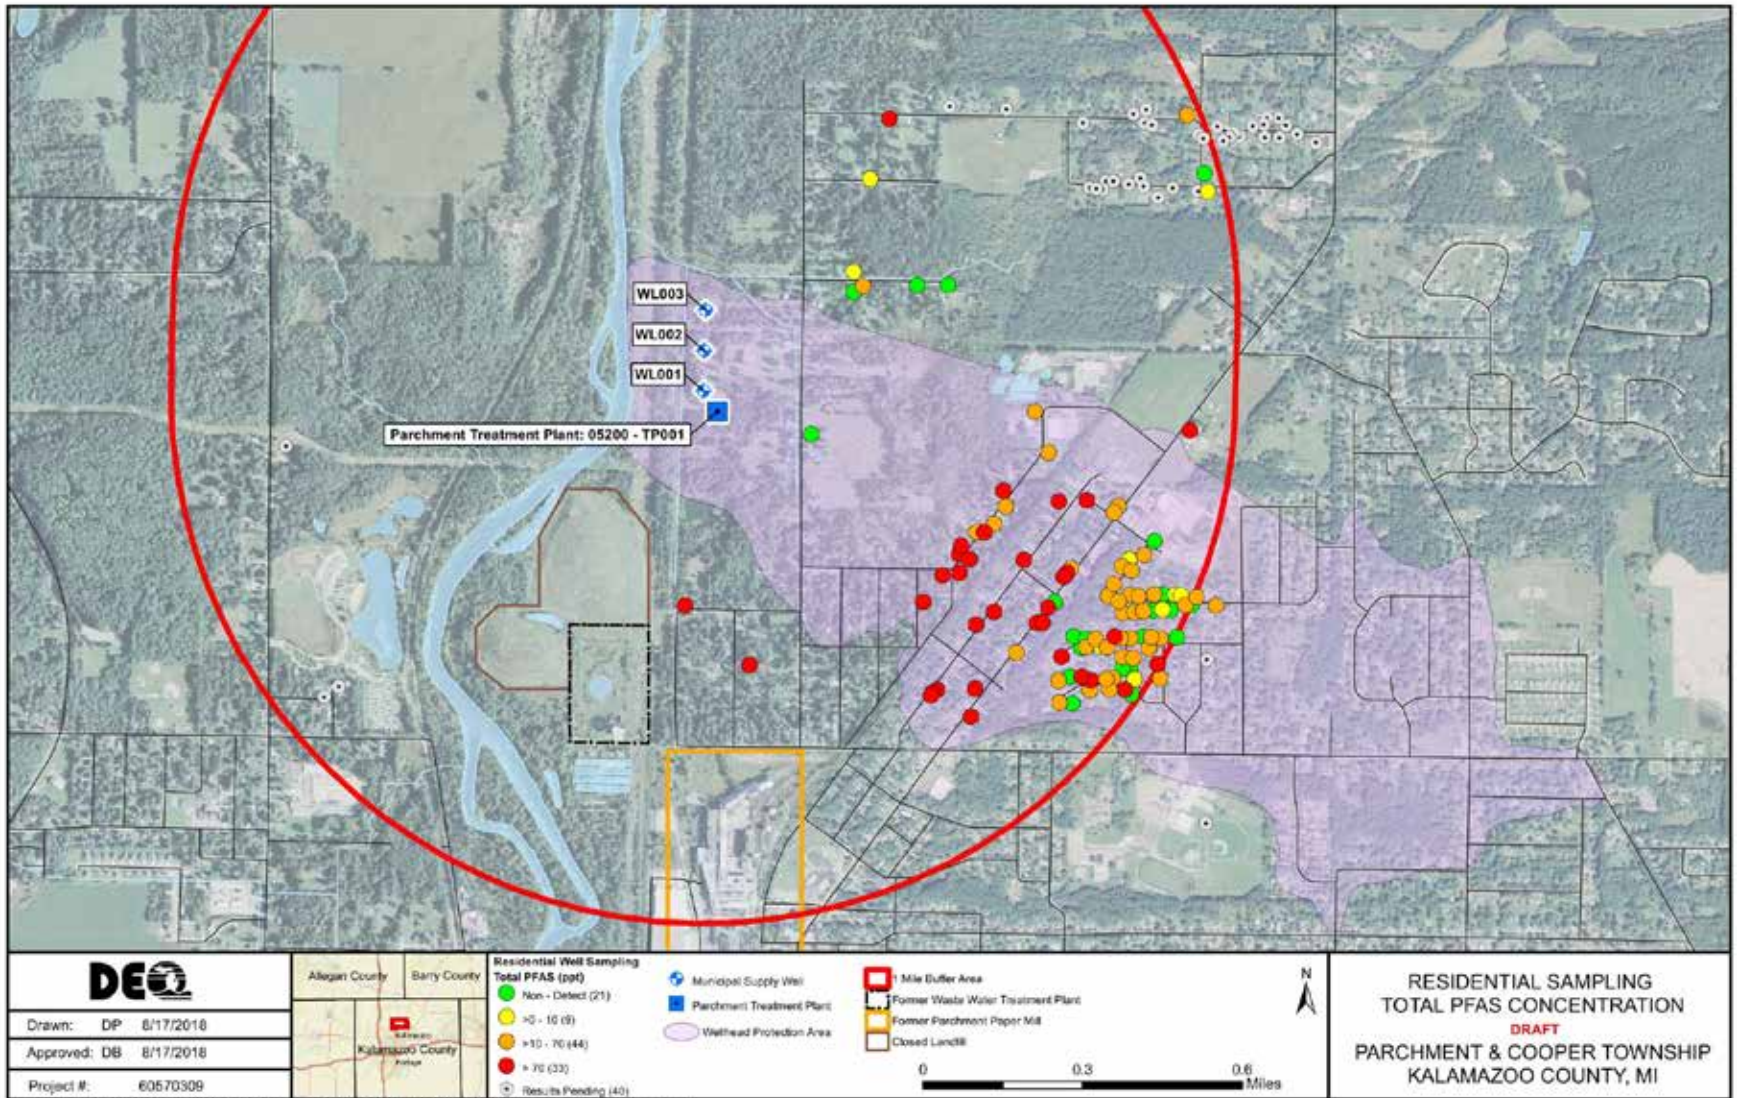 WL003
WL002
WL001
Parchment Treatment Plant: 05200 - TP001
DEQ
Drawn: DP 8/17/2018
Approved: DB 8/17/2018
Project #: 60570309
Allegan County
Barry County
Kalamazoo County
Residential Well Sampling
Total PFAS (ppt)
Non - Detect (21)
>0 - 10 (9)
>10 - 70 (44)
> 70 (33)
Results Pending (40)
Municipal Supply Well
Parchment Treatment Plant
Wellhead Protection Area
1 Mile Buffer Area
Former Waste Water Treatment Plant
Former Parchment Paper Mill
Closed Landfill
N
0 0.3 0.6
Miles
RESIDENTIAL SAMPLING
TOTAL PFAS CONCENTRATION
DRAFT
PARCHMENT & COOPER TOWNSHIP
KALAMAZOO COUNTY, MI